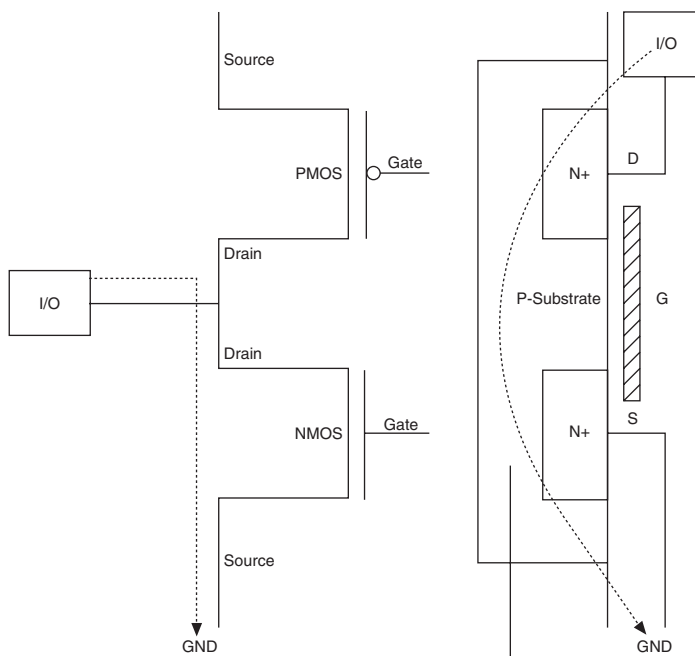 Source
PMOS
Gate
Drain
I/O
Drain
NMOS
Gate
Source
GND
I/O
D
N+
P-Substrate
G
S
N+
GND